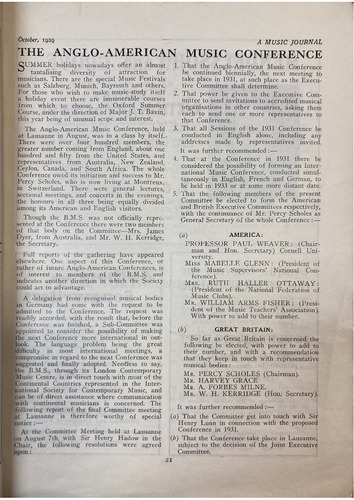 October, 1929
A MUSIC JOURNAL
THE ANGLO-AMERICAN MUSIC CONFERENCE
SUMMER holidays nowadays offer an almost
tantalising diversity of attraction for
musicians. There are the special Music Festivals
such as Salzburg, Munich, Bayreuth and others.
For those who wish to make music-study itself
a holiday event there are innumerable courses
from which to choose, the Oxford Summer
Course, under the direction of Major J. T. Bavin,
this year being of unusual scope and interest.
The Anglo-American Music Conference, held
in Lausanne in August, was in a class by itself.
There were over four hundred members, the
greater number coming from England, about one
hundred and fifty from the United States, and
representatives from Australia, New Zealand,
Ceylon, Canada, and South Africa. The whole
Conference owed its initiation and success to Mr.
Percy Scholes, who is now living at Montreux,
in Switzerland. There were general lectures,
sectional meetings, and concerts in the evenings,
the honours in all three being equally divided
among the American and English visitors.
Though the B.M.S. was not officially repre-
sented at the Conference there were two members
of that body on the Committee—Mrs. James
Dyer, from Australia, and Mr. W. H. Kerridge,
the Secretary.
Full reports of the gathering have appeared
elsewhere. One aspect of this Conference, or
rather of future Anglo-American Conferences, is
of interest to members of the B.M.S. and
indicates another direction in which the Society
could act to advantage.
A delegation from recognised musical bodies
in Germany had come with the request to be
admitted to the Conference. The request was
readily accorded, with the result that, before the
Conference was finished, a Sub-Committee was
appointed to consider the possibility of making
the next Conference more international in out-
look. The language problem being the great
difficulty in most international meetings, a
compromise in regard to the next Conference was
suggested and finally adopted. Needless to say,
the B.M.S., through its London Contemporary
Music Centre, is in direct touch with most of the
Continental Countries represented in the Inter-
national Society for Contemporary Music, and
can be of direct assistance where communication
with continental musicians is concerned. The
following report of the final Committee meeting
at Lausanne is therefore worthy of special
notice :—
At the Committee Meeting held at Lausanne
on August 7th, with Sir Henry Hadow in the
Chair, the following resolutions were agreed
upon :
1. That the Anglo-American Music Conference
be continued biennially, the next meeting to
take place in 1931, at such place as the Execu-
tive Committee shall determine.
2. That power be given to the Executive Com-
mittee to send invitations to accredited musical
organisations in other countries, asking them
each to send one or more representatives to
that Conference.
3. That all Sessions of the 1931 Conference be
conducted in English alone, including any
addresses made by representatives invited.
It was further recommended :—
4. That at the Conference in 1931 there be
considered the possibility of forming an Inter-
national Music Conference, conducted simul-
taneously in English, French and German, to
be held in 1933 or at some more distant date.
5. That the following members of the present
Committee be elected to form the American
and British Executive Committees respectively,
with the continuance of Mr. Percy Scholes as
General Secretary of the whole Conference :—
(a) AMERICA:
PROFESSOR PAUL WEAVER: (Chair-
man and Hon. Secretary) Cornell Uni-
versity.
MISS MABELLE GLENN: (President of
the Music Supervisors' National Con-
ference).
MRS. RUTH HALLER OTTAWAY:
(President of the National Federation of
Music Clubs).
MR. WILLIAM ARMS FISHER: (Presi-
dent of the Music Teachers' Association).
With power to add to their number.
(b) GREAT BRITAIN:
So far as Great Britain is concerned the
following be elected, with power to add to
their number, and with a recommendation
that they keep in touch with representative
musical bodies :
MR. PERCY SCHOLES (Chairman).
MR. HARVEY GRACE
MR. A. FORBES MILNE.
MR. W. H. KERRIDGE (Hon. Secretary).
It was further recommended :—
(a) That the Committee get into touch with Sir
Henry Lunn in connection with the proposed
Conference in 1931.
(b) That the Conference take place in Lausanne,
subject to the decision of the Joint Executive
Committee.
21